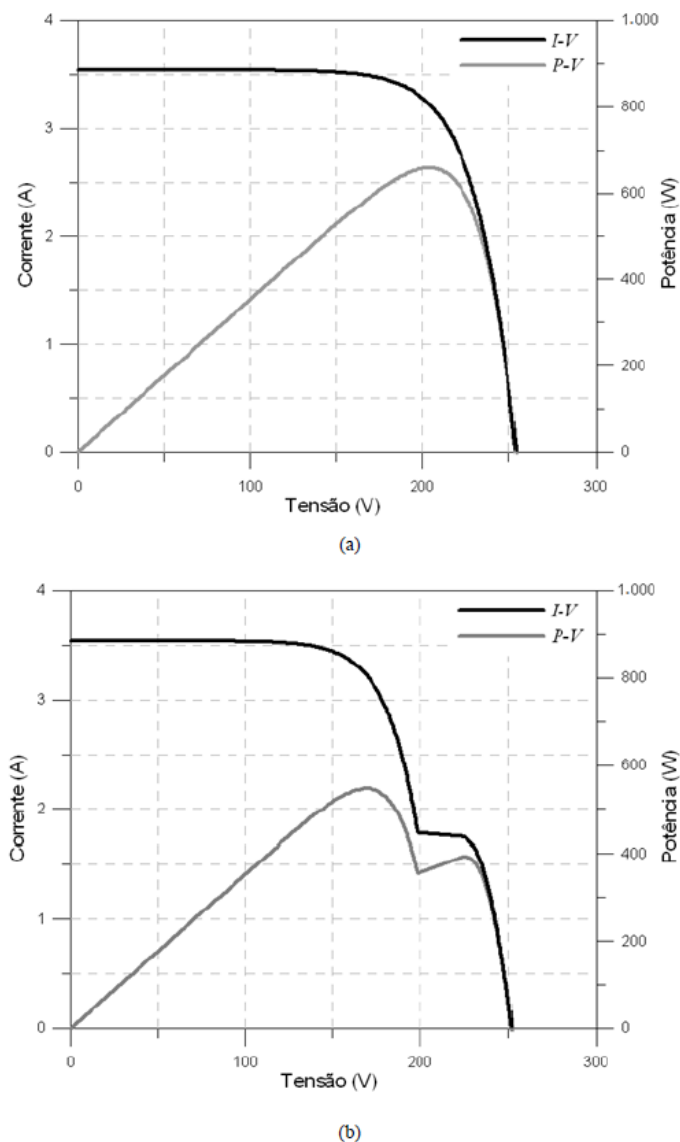 4
1.000
I-V
P-V
3
800
Corrente (A)
600
Potência (W)
2
400
1
200
0
0
0
100
200
300
Tensão (V)
(a)
4
1.000
I-V
P-V
3
800
Corrente (A)
600
Potência (W)
2
400
1
200
0
0
0
100
200
300
Tensão (V)
(b)